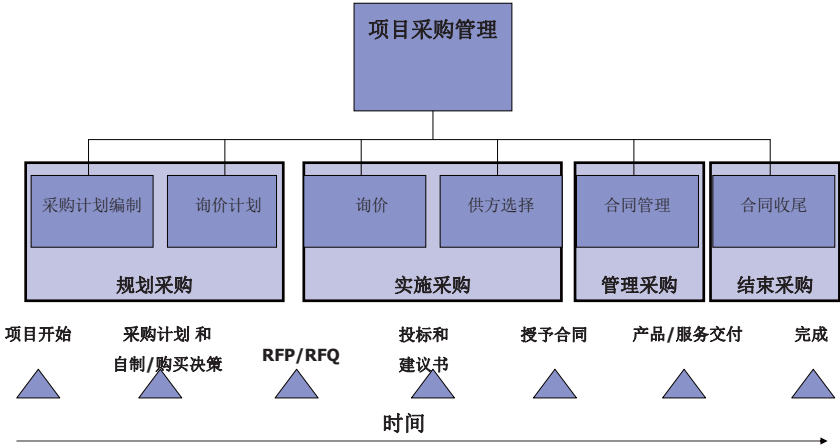 项目采购管理
采购计划编制
询价计划
询价
供方选择
合同管理
合同收尾
规划采购
实施采购
管理采购
结束采购
项目开始
采购计划 和
自制/购买决策
RFP/RFQ
投标和
建议书
授予合同
产品/服务交付
完成
时间